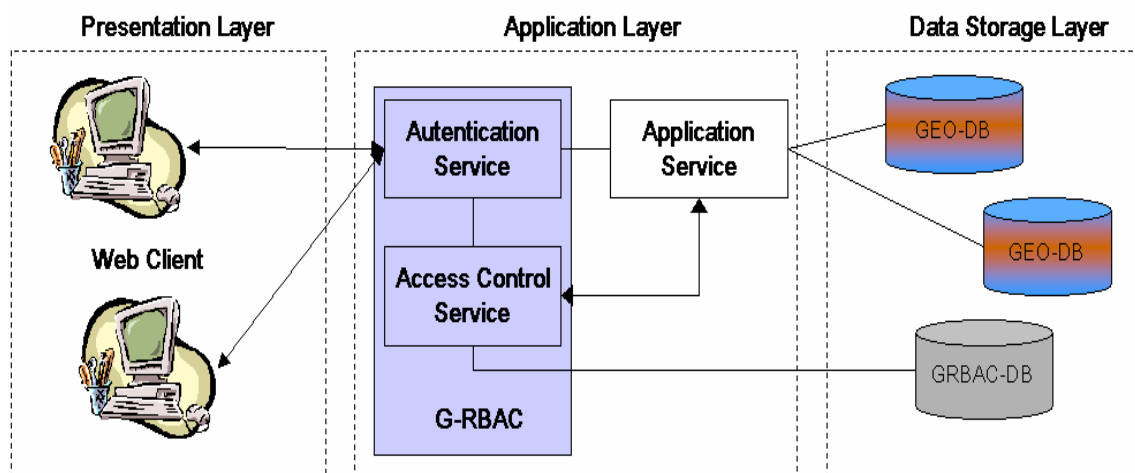 Presentation Layer
Application Layer
Data Storage Layer
Autentication
Service
Application
Service
GEO-DB
Web Client
GEO-DB
Access Control
Service
GRBAC-DB
G-RBAC